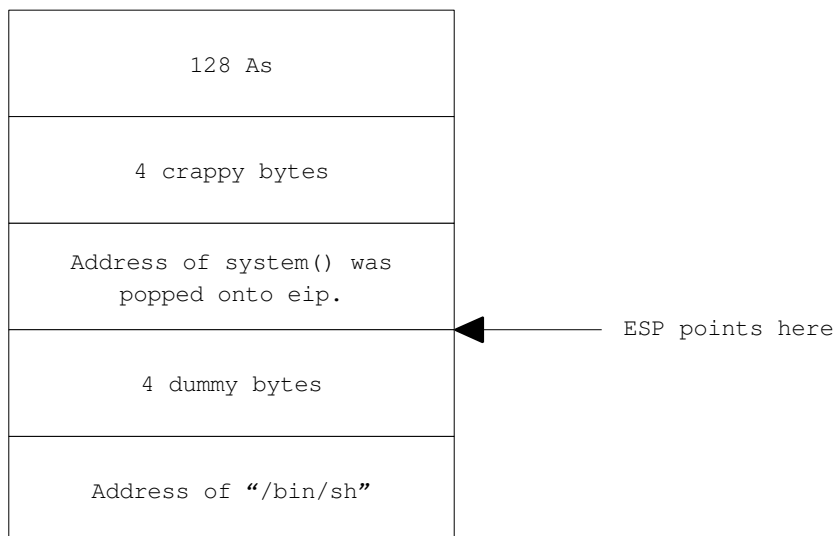 128 As
4 crappy bytes
Address of system() was
popped onto eip.
ESP points here
4 dummy bytes
Address of “/bin/sh”